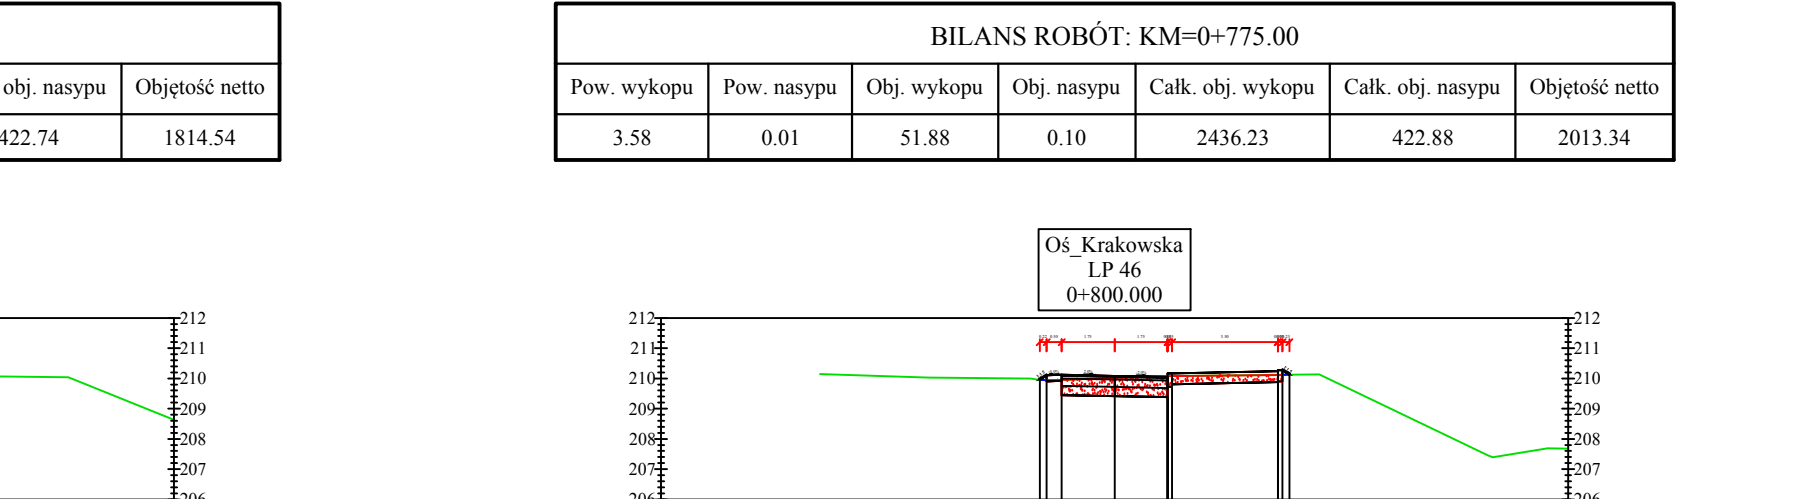 BILANS ROBÓT: KM=0+775.00
obj. nasypu Objętość netto
422.74 1814.54
Pow. wykopu Pow. nasypu Obj. wykopu Obj. nasypu Całk. obj. wykopu Całk. obj. nasypu Objętość netto
3.58 0.01 51.88 0.10 2436.23 422.88 2013.34
Oś_Krakowska
LP 46
0+800.000
212 212 212
211 211 211
210 210 210
209 209 209
208 208 208
207 207 207
206 206 206